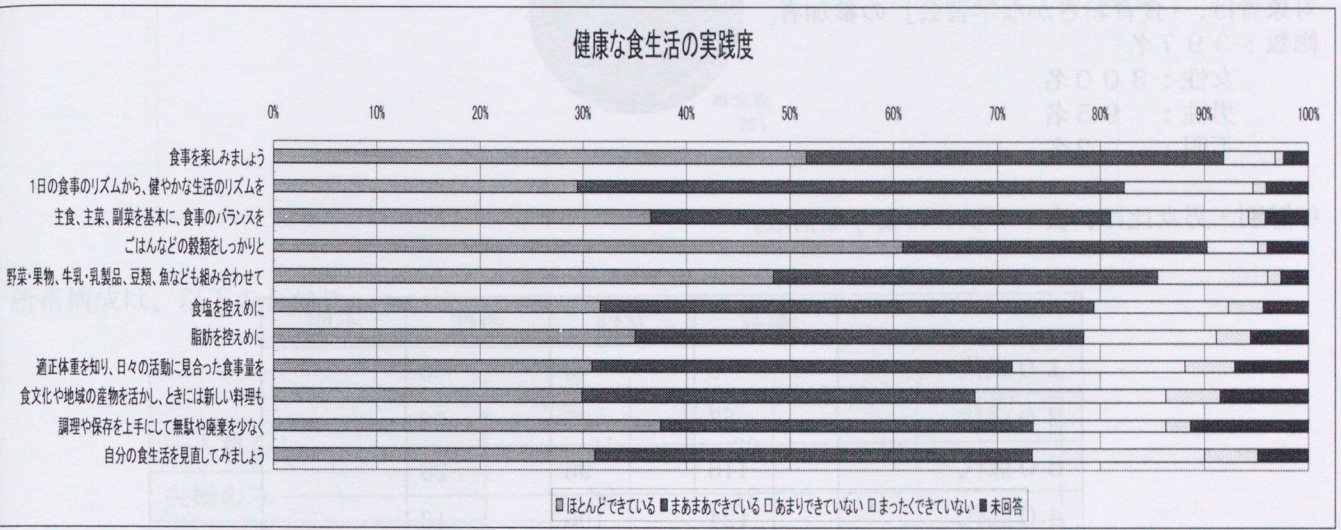 健康な食生活の実践度
0% 10% 20% 30% 40% 50% 60% 70% 80% 90% 100%
食事を楽しみましょう
1日の食事のリズムから、健やかな生活のリズムを
主食、主菜、副菜を基本に、食事のバランスを
ごはんなどの穀類をしっかりと
野菜・果物、牛乳・乳製品、豆類、魚なども組み合わせて
食塩を控えめに
脂肪を控えめに
適正体重を知り、日々の活動に見合った食事量を
食文化や地域の産物を活かし、ときには新しい料理も
調理や保存を上手にして無駄や廃棄を少なく
自分の食生活を見直してみましょう
ほとんどできている まあまあできている あまりできていない まったくできていない 未回答